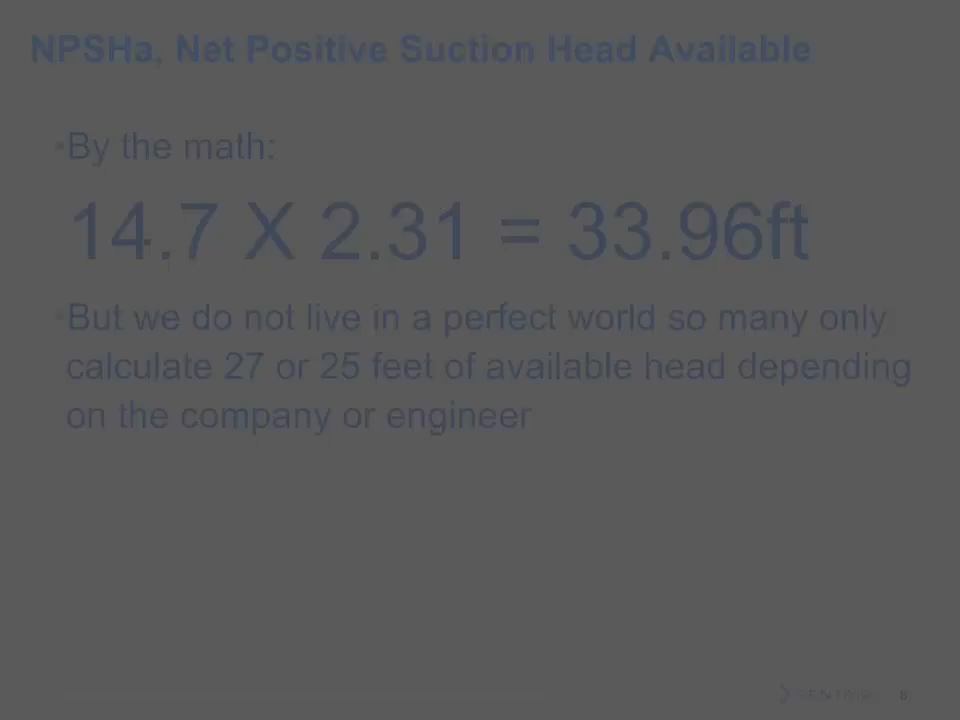 NPSHa, Net Positive Suction Head Available
•By the math:
14.7 X 2.31 = 33.96ft
•But we do not live in a perfect world so many only
calculate 27 or 25 feet of available head depending
on the company or engineer
8